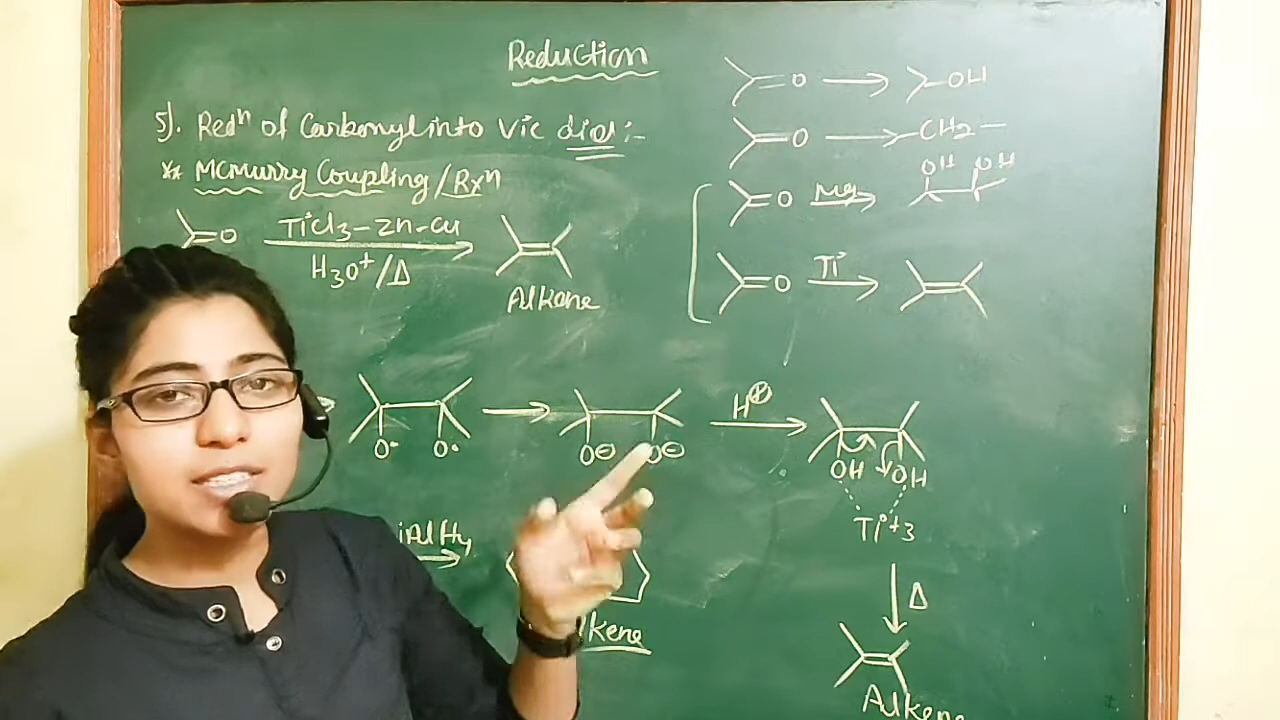 Reduction
5). Redⁿ of Carbonyl into Vic diol :-
** McMurry Coupling/Rxⁿ
=O TiCl3-Zn-Cu
H3O+/Δ
Alkene
=O → -OH
=O → -CH2-
=O Mg → OH OH
=O Ti →
O• O• → O⊖ O⊖ H⊕ → OH OH
Ti+3
iAlH4
Δ
kene
Alkene